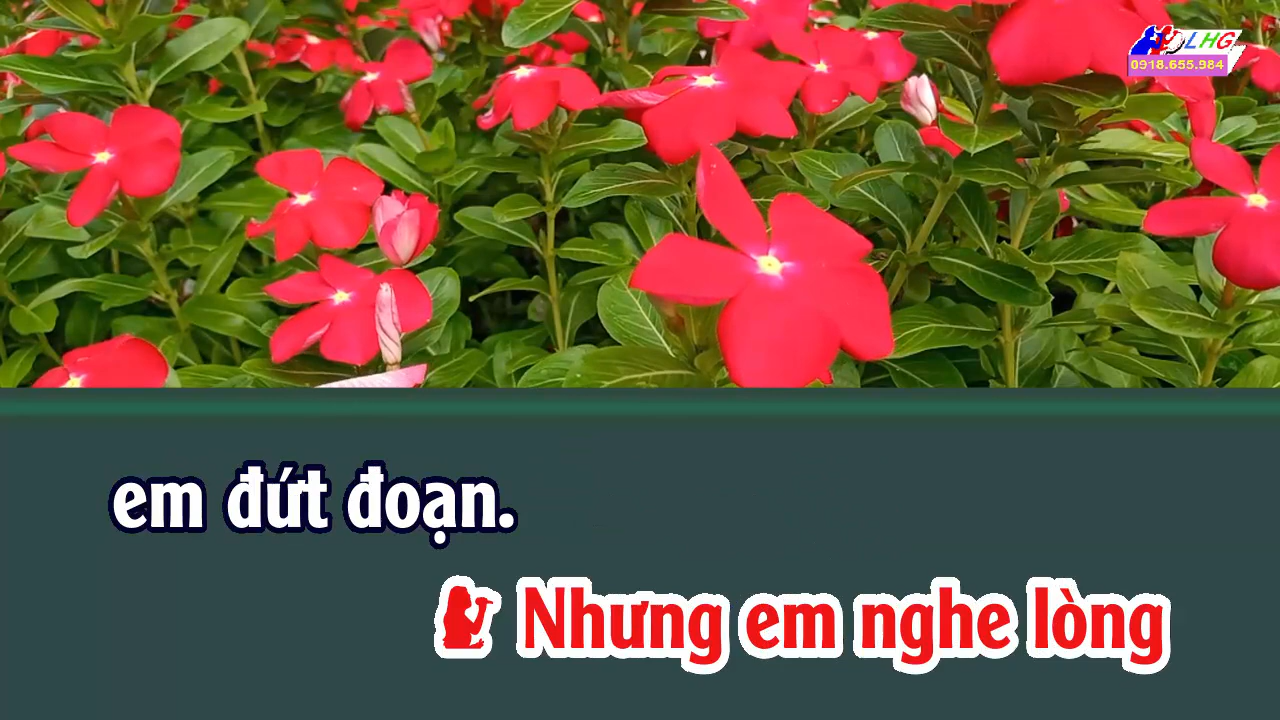 LHG
0918.655.984
em đứt đoạn.
Nhưng em nghe lòng